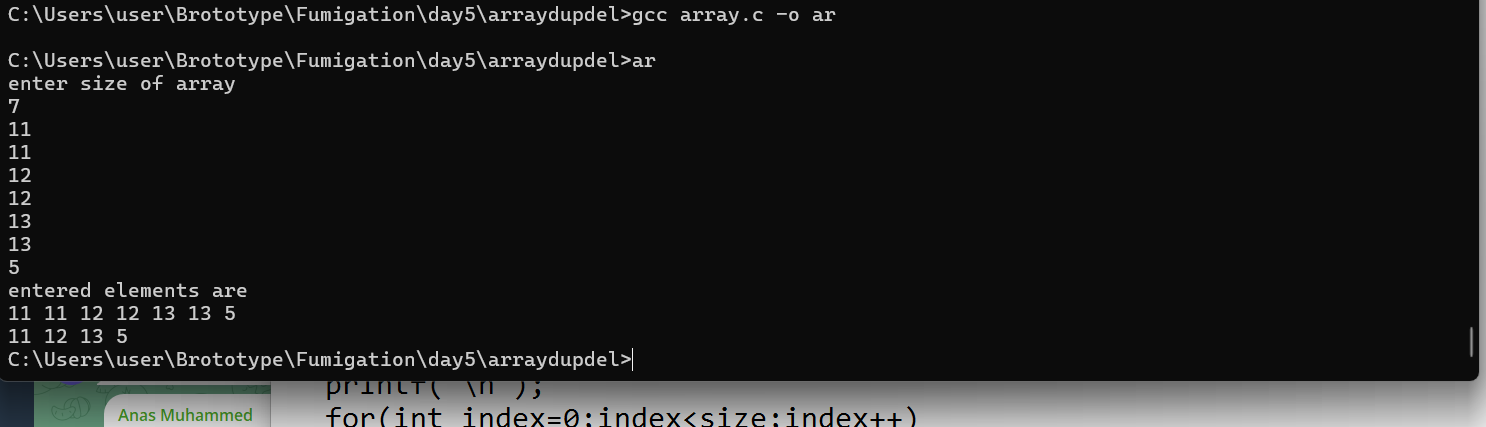 C:\Users\user\Brototype\Fumigation\day5\arraydupdel>gcc array.c -o ar
C:\Users\user\Brototype\Fumigation\day5\arraydupdel>ar
enter size of array
7
11
11
12
12
13
13
5
entered elements are
11 11 12 12 13 13 5
11 12 13 5
C:\Users\user\Brototype\Fumigation\day5\arraydupdel>
printf("\n");
Anas Muhammed
for(int index=0;index<size;index++)